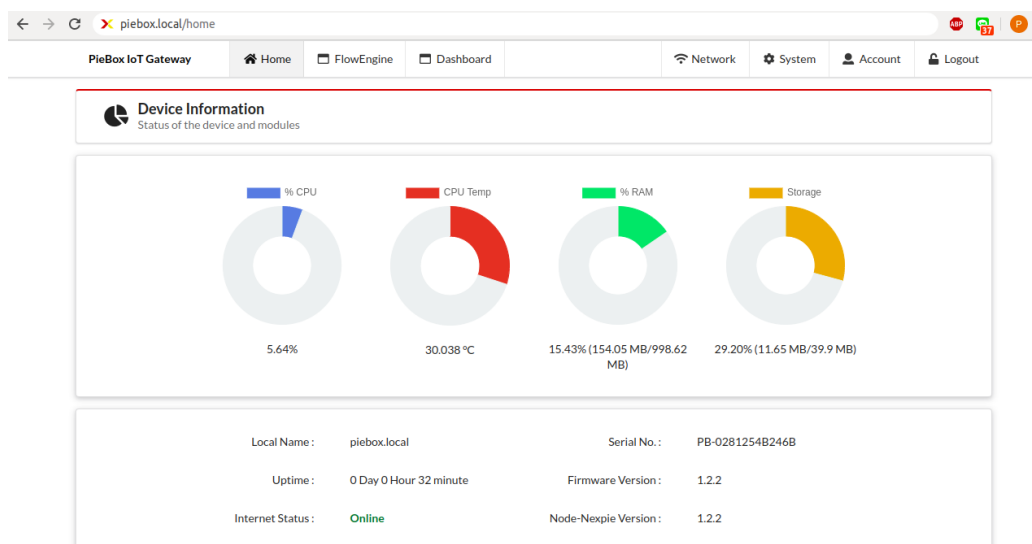 piebox.local/home
ABP
37
P
PieBox IoT Gateway
Home
FlowEngine
Dashboard
Network
System
Account
Logout
Device Information
Status of the device and modules
% CPU
CPU Temp
% RAM
Storage
5.64%
30.038 °C
15.43% (154.05 MB/998.62
MB)
29.20% (11.65 MB/39.9 MB)
Local Name : piebox.local
Serial No. : PB-0281254B246B
Uptime : 0 Day 0 Hour 32 minute
Firmware Version : 1.2.2
Internet Status : Online
Node-Nexpie Version : 1.2.2